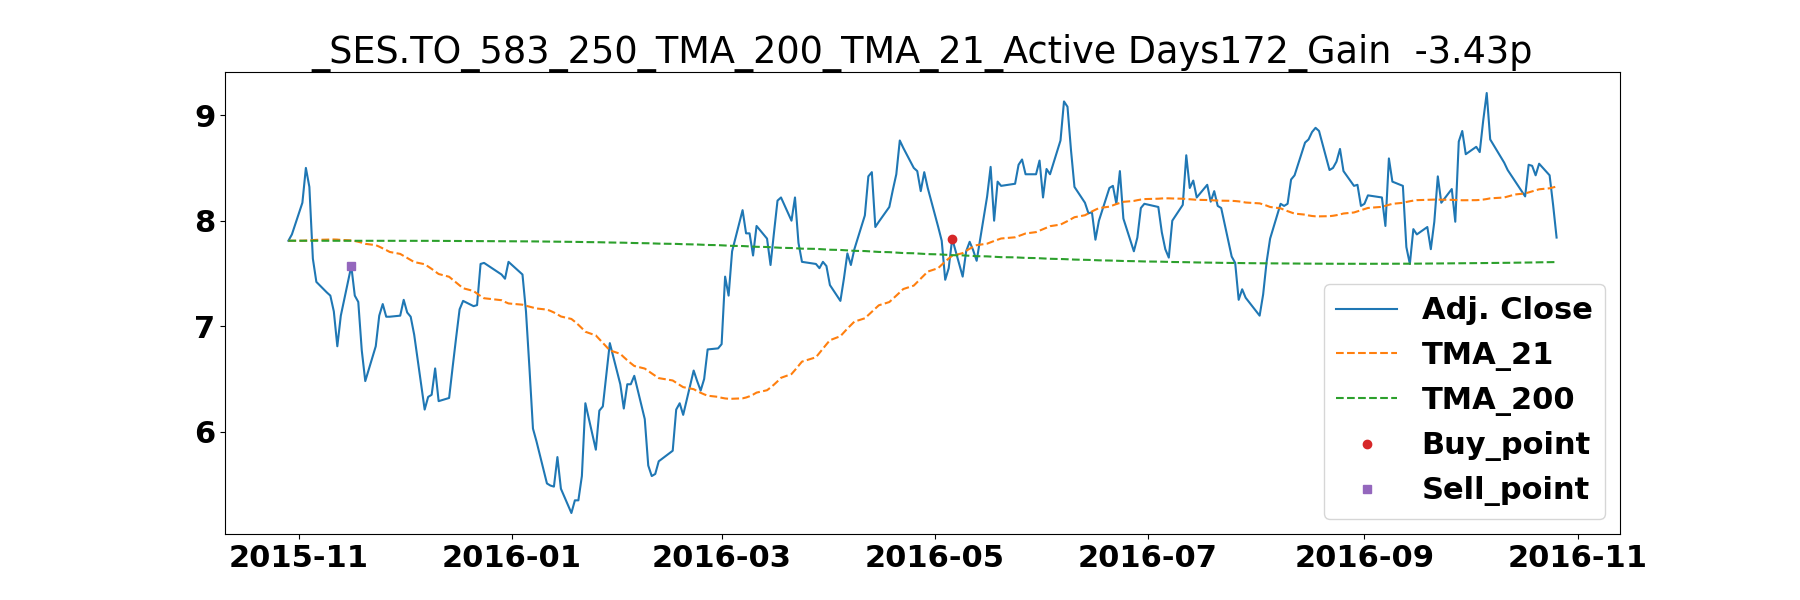 _SES.TO_583_250_TMA_200_TMA_21_Active Days172_Gain  -3.43p
9
8
7
6
2015-11 2016-01 2016-03 2016-05 2016-07 2016-09 2016-11
Adj. Close
TMA_21
TMA_200
Buy_point
Sell_point